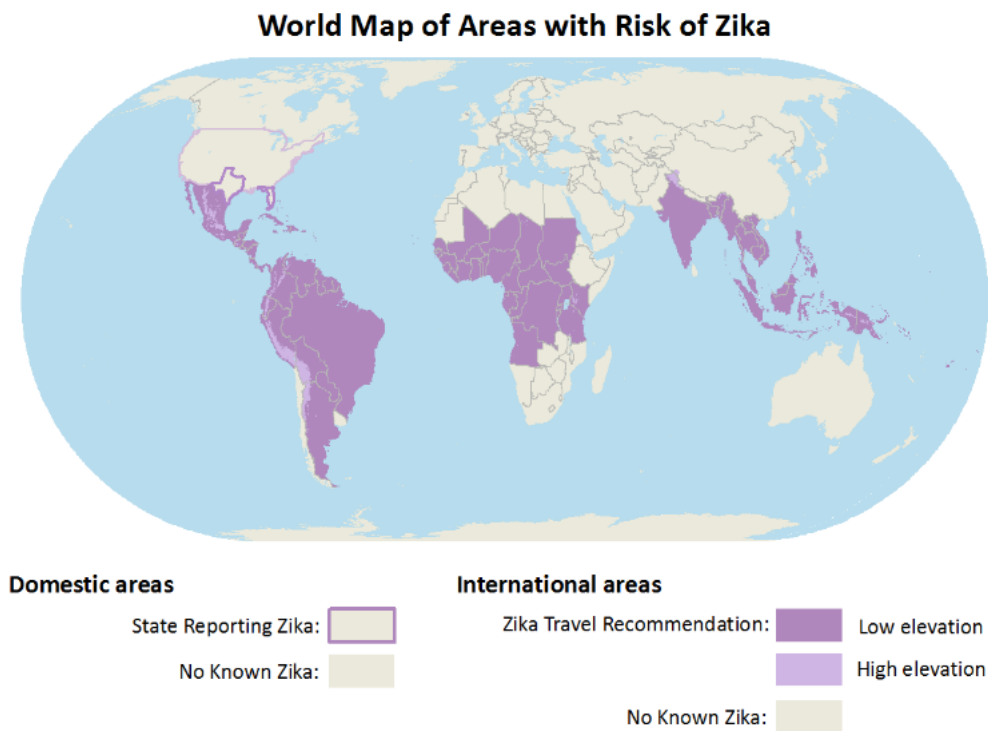 World Map of Areas with Risk of Zika
Domestic areas
State Reporting Zika:
No Known Zika:
International areas
Zika Travel Recommendation:
Low elevation
High elevation
No Known Zika: